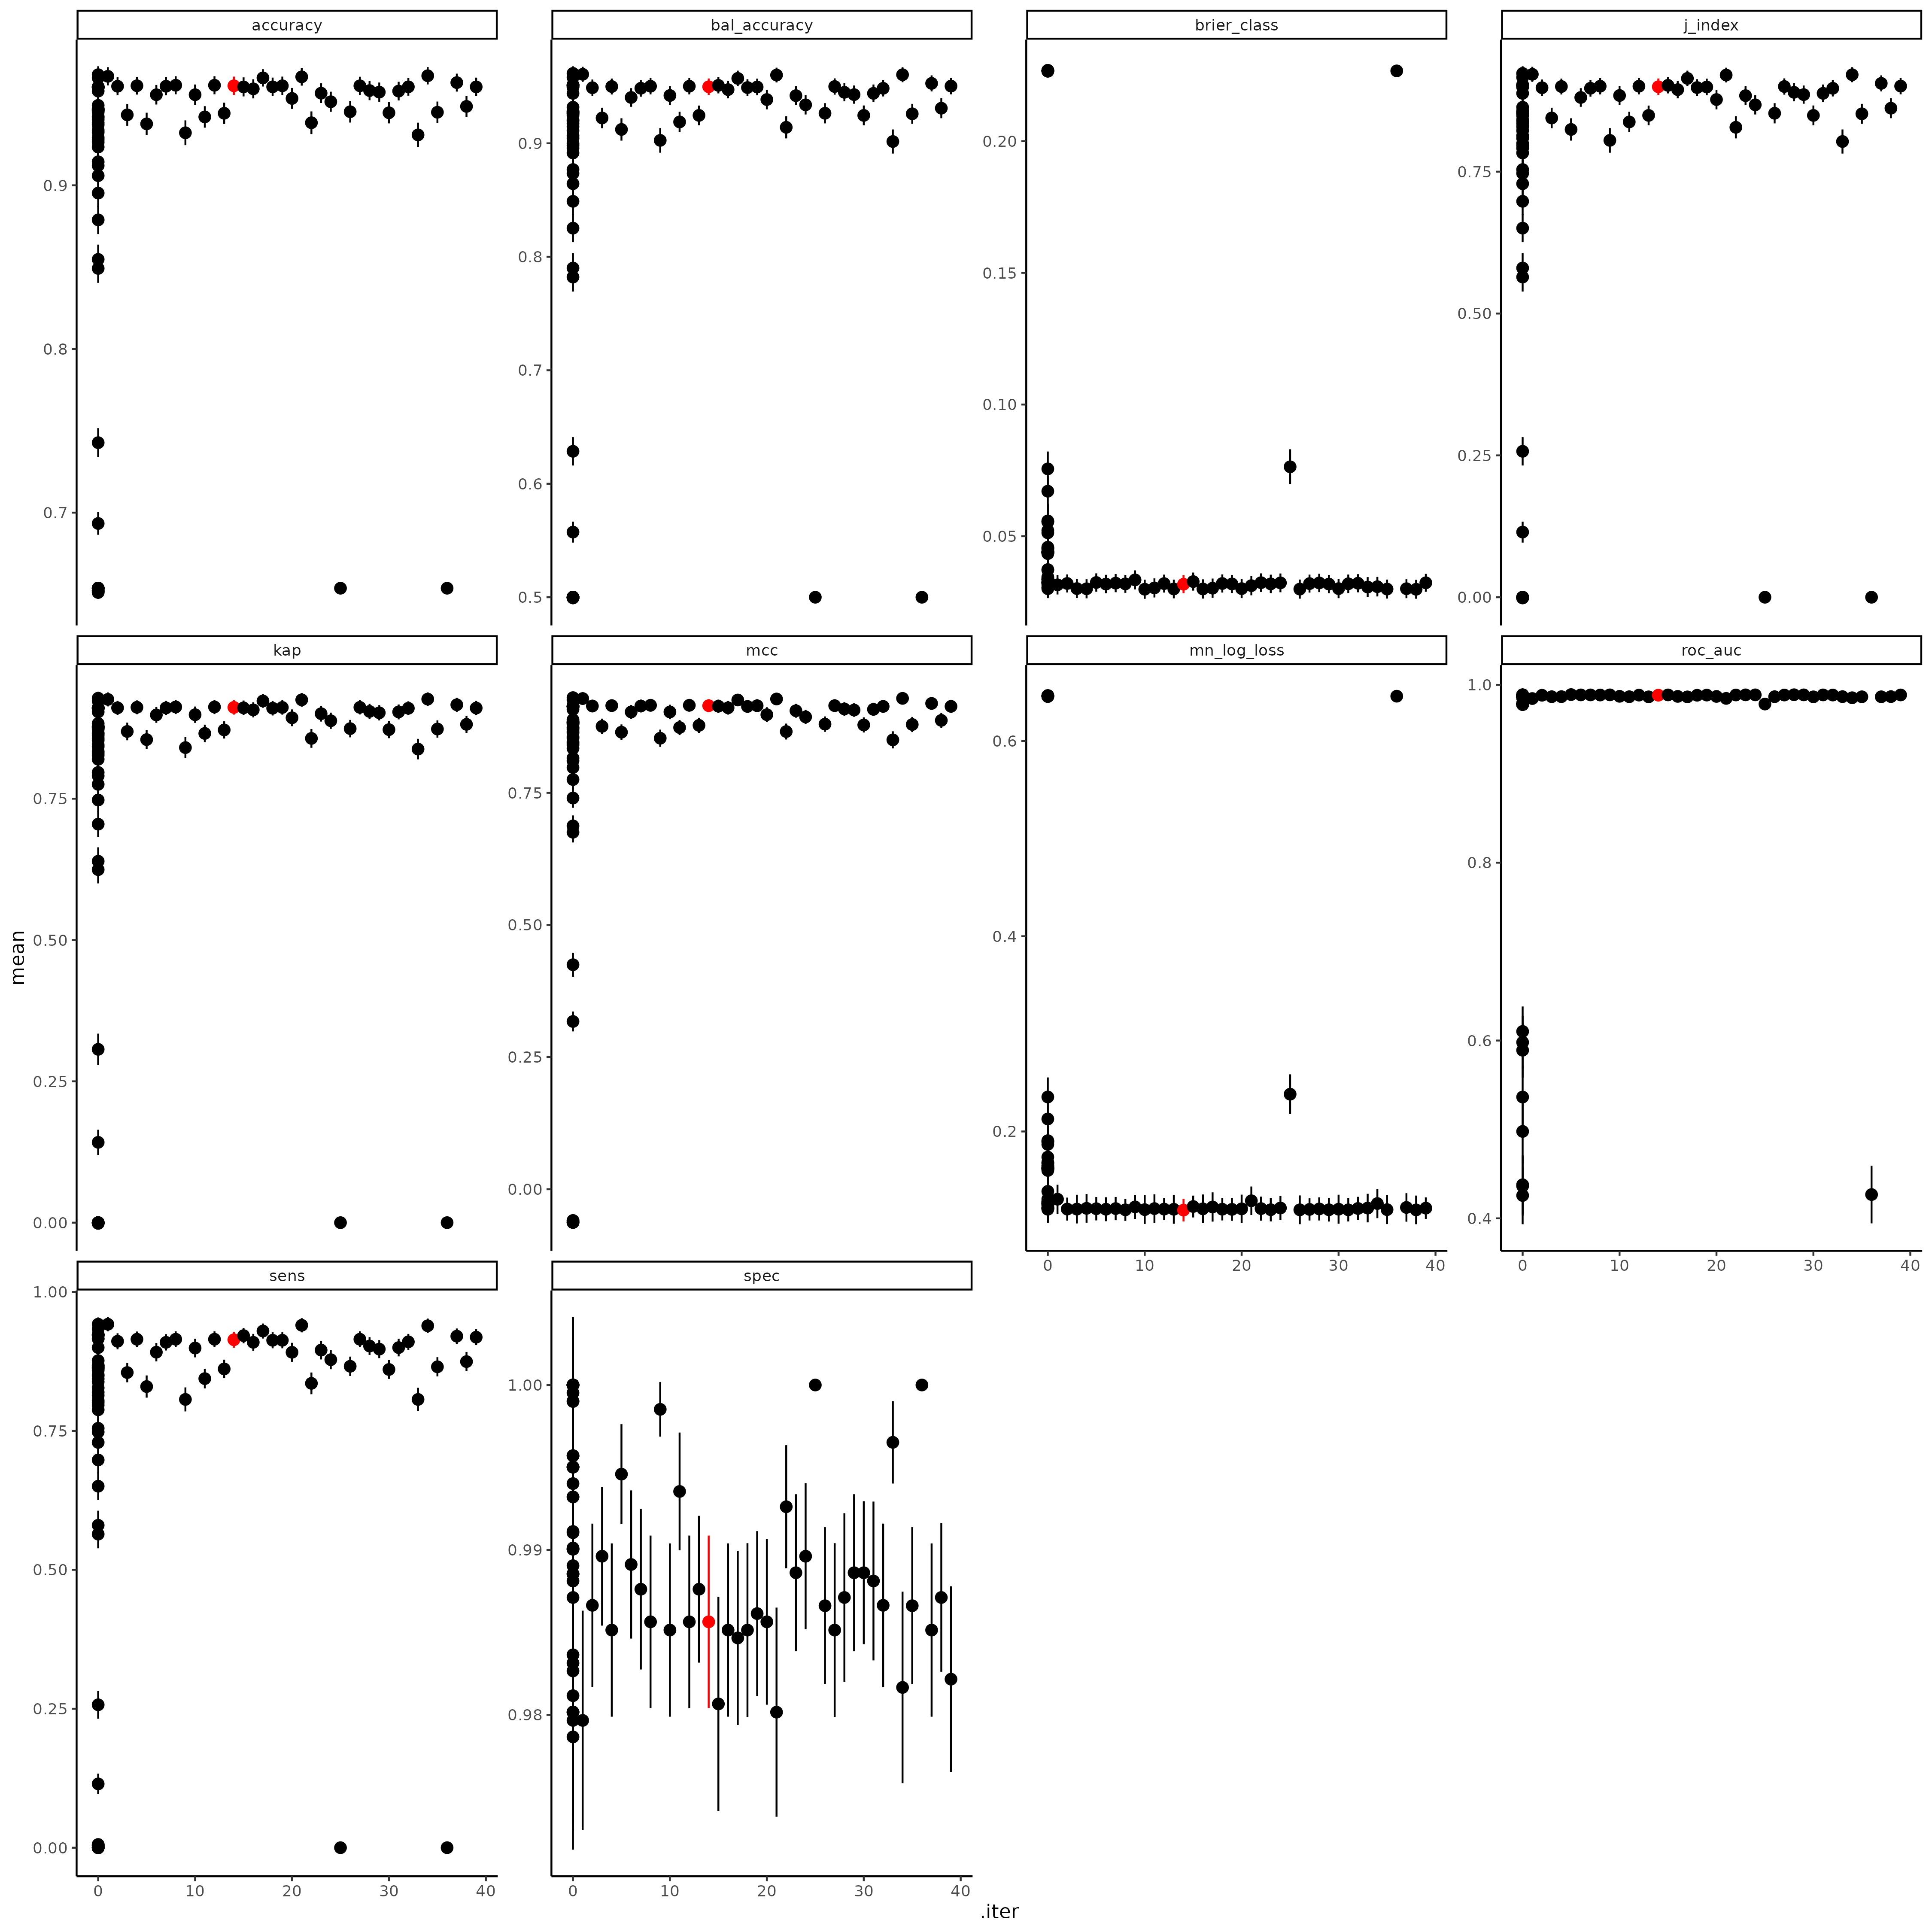 accuracy bal_accuracy brier_class j_index
0.9 0.8 0.7
0.9 0.8 0.7 0.6 0.5
0.20 0.15 0.10 0.05
0.75 0.50 0.25 0.00
kap mcc mn_log_loss roc_auc
mean
0.75 0.50 0.25 0.00
0.75 0.50 0.25 0.00
0.6 0.4 0.2
1.0 0.8 0.6 0.4
0 10 20 30 40
0 10 20 30 40
sens spec
1.00 0.75 0.50 0.25 0.00
1.00 0.99 0.98
0 10 20 30 40
0 10 20 30 40
.iter